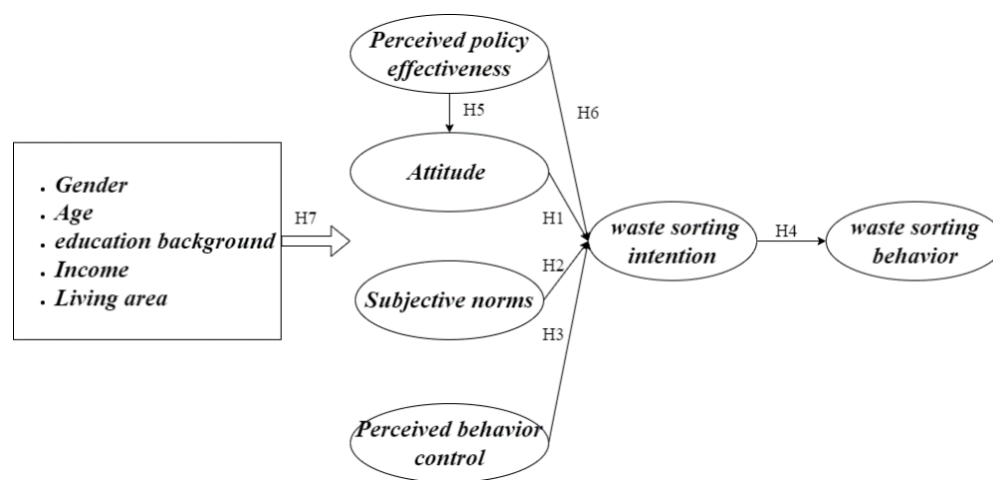 Perceived policy
effectiveness
H5
H6
Attitude
. Gender
. Age
. education background
. Income
. Living area
H7
H1
waste sorting
intention
H4
waste sorting
behavior
H2
Subjective norms
H3
Perceived behavior
control